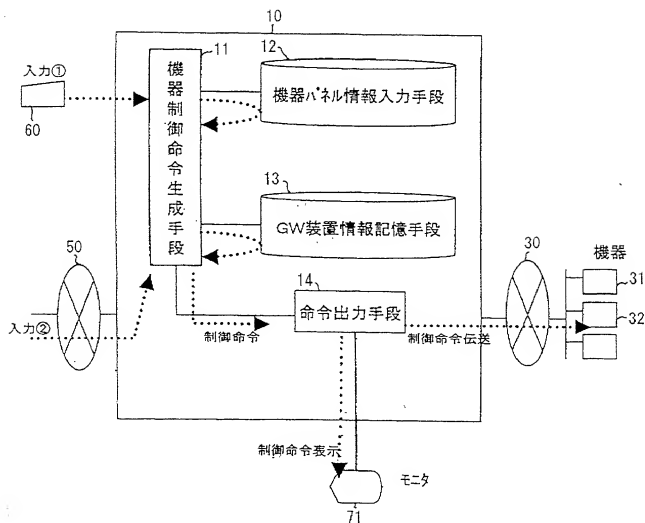 10
11
12
入力①
60
機器制御命令生成手段
機器パネル情報入力手段
13
GW装置情報記憶手段
50
入力②
14
命令出力手段
制御命令
制御命令伝送
30
機器
31
32
制御命令表示
モニタ
71